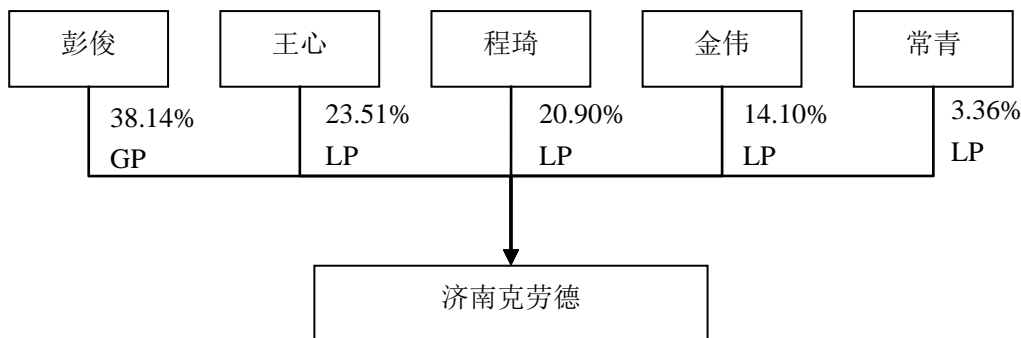 彭俊
王心
程琦
金伟
常青
38.14%
GP
23.51%
LP
20.90%
LP
14.10%
LP
3.36%
LP
济南克劳德